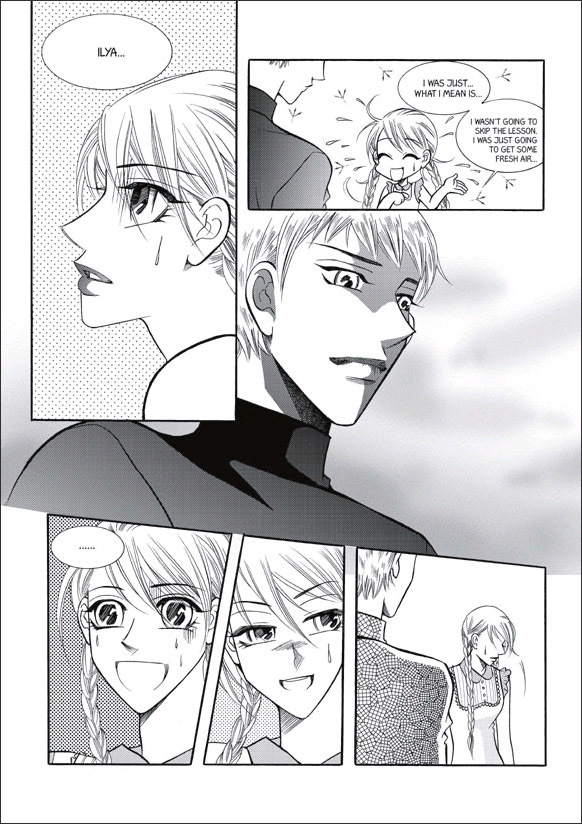 ILYA...
I WAS JUST...
WHAT I MEAN IS...
I WASN'T GOING TO
SKIP THE LESSON.
I WAS JUST GOING
TO GET SOME
FRESH AIR...
......